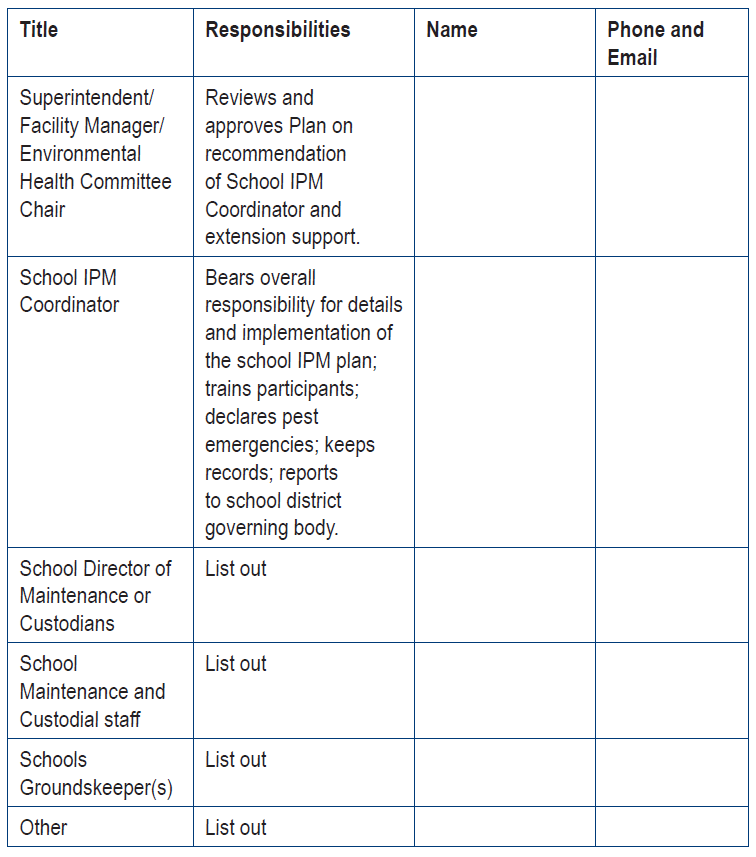 Title
Responsibilities
Name
Phone and
Email
Superintendent/
Facility Manager/
Environmental
Health Committee
Chair
Reviews and
approves Plan on
recommendation
of School IPM
Coordinator and
extension support.
School IPM
Coordinator
Bears overall
responsibility for details
and implementation of
the school IPM plan;
trains participants;
declares pest
emergencies; keeps
records; reports
to school district
governing body.
School Director of
Maintenance or
Custodians
List out
School
Maintenance and
Custodial staff
List out
Schools
Groundskeeper(s)
List out
Other
List out